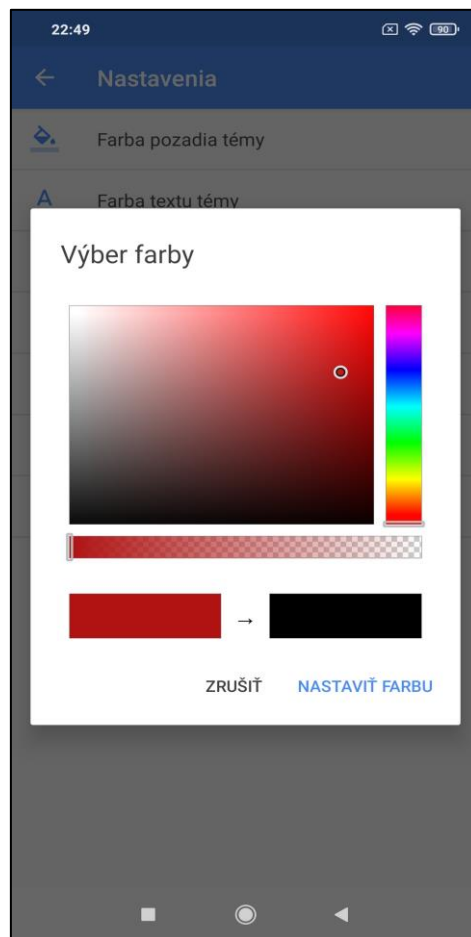 22:49
90
Nastavenia
Farba pozadia témy
A
Farba textu témy
Výber farby
→
ZRUŠIŤ
NASTAVIŤ FARBU